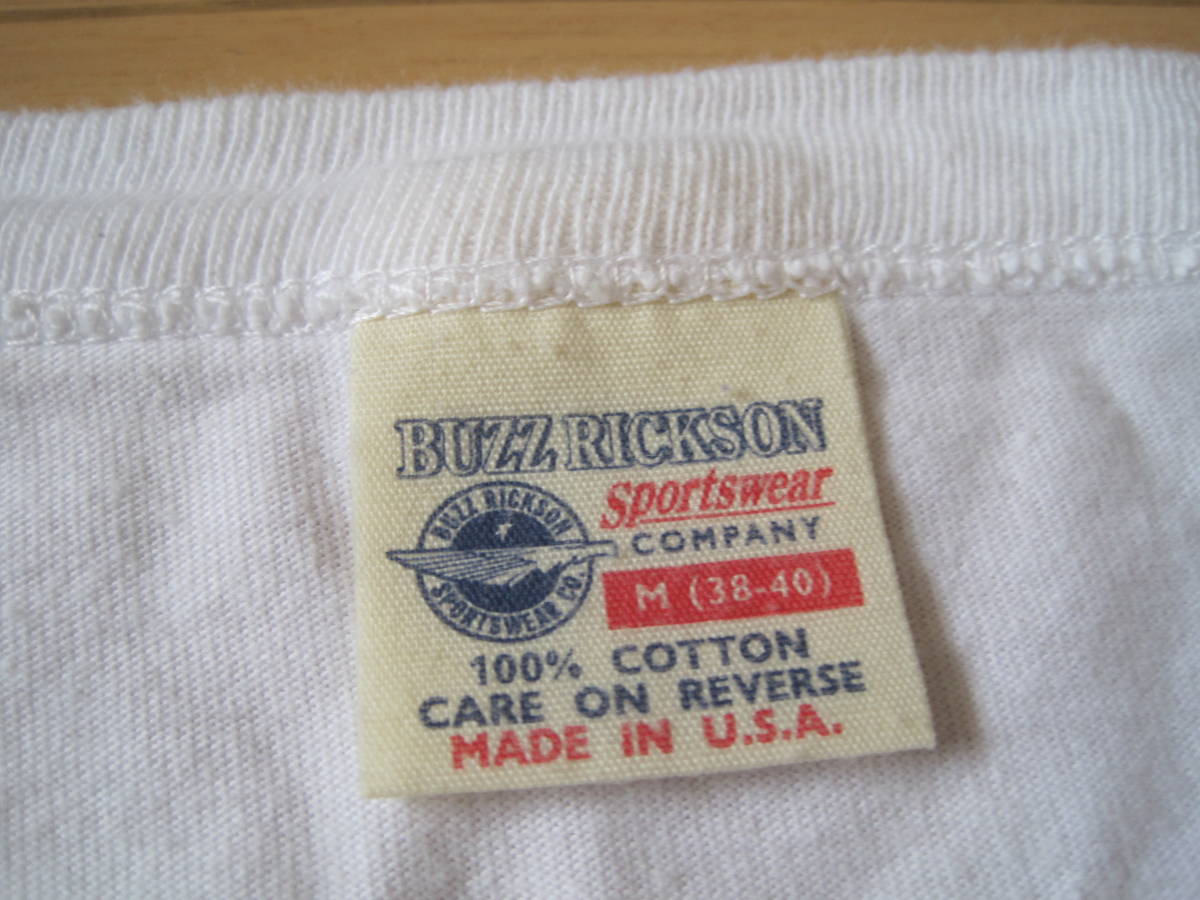 BUZZ RICKSON
Sportswear
COMPANY
BUZZ RICKSON
SPORTSWEAR CO.
M (38-40)
100% COTTON
CARE ON REVERSE
MADE IN U.S.A.